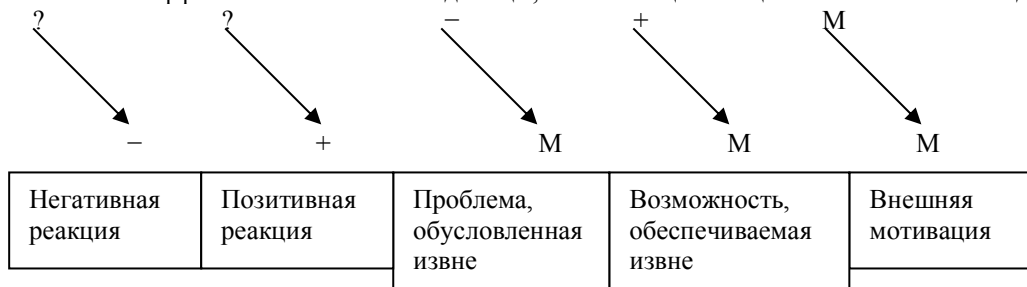 ? ? − + М
− + М М М
Негативная реакция
Позитивная реакция
Проблема, обусловленная извне
Возможность, обеспечиваемая извне
Внешняя мотивация